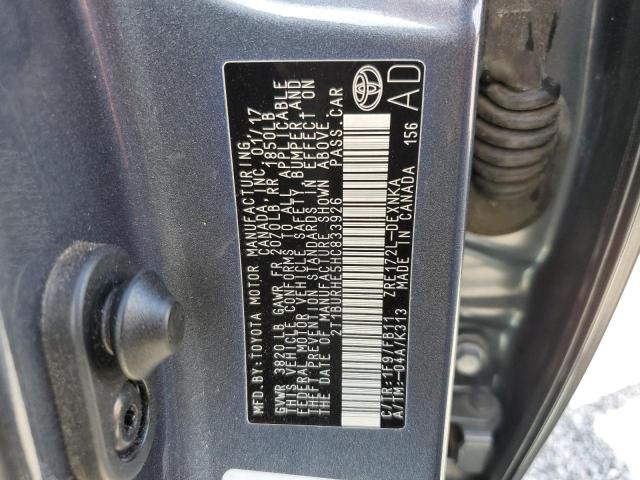 MFD.BY:TOYOTA MOTOR MANUFACTURING
CANADA, INC. 01/17
GVWR 3820LB GAWR FR 2070LB RR 1850LB
THIS VEHICLE CONFORMS TO ALL APPLICABLE
FEDERAL MOTOR VEHICLE SAFETY BUMPER, AND
THEFT PREVENTION STANDARDS IN EFFECT ON
THE DATE OF MANUFACTURE SHOWN ABOVE.
2T1BURHE5HC833926 PASS.CAR
C/TR:1F9/FB11 ZRE172L-DEXNKA
A/TM:-04A/K313 MADE IN CANADA 156
AD